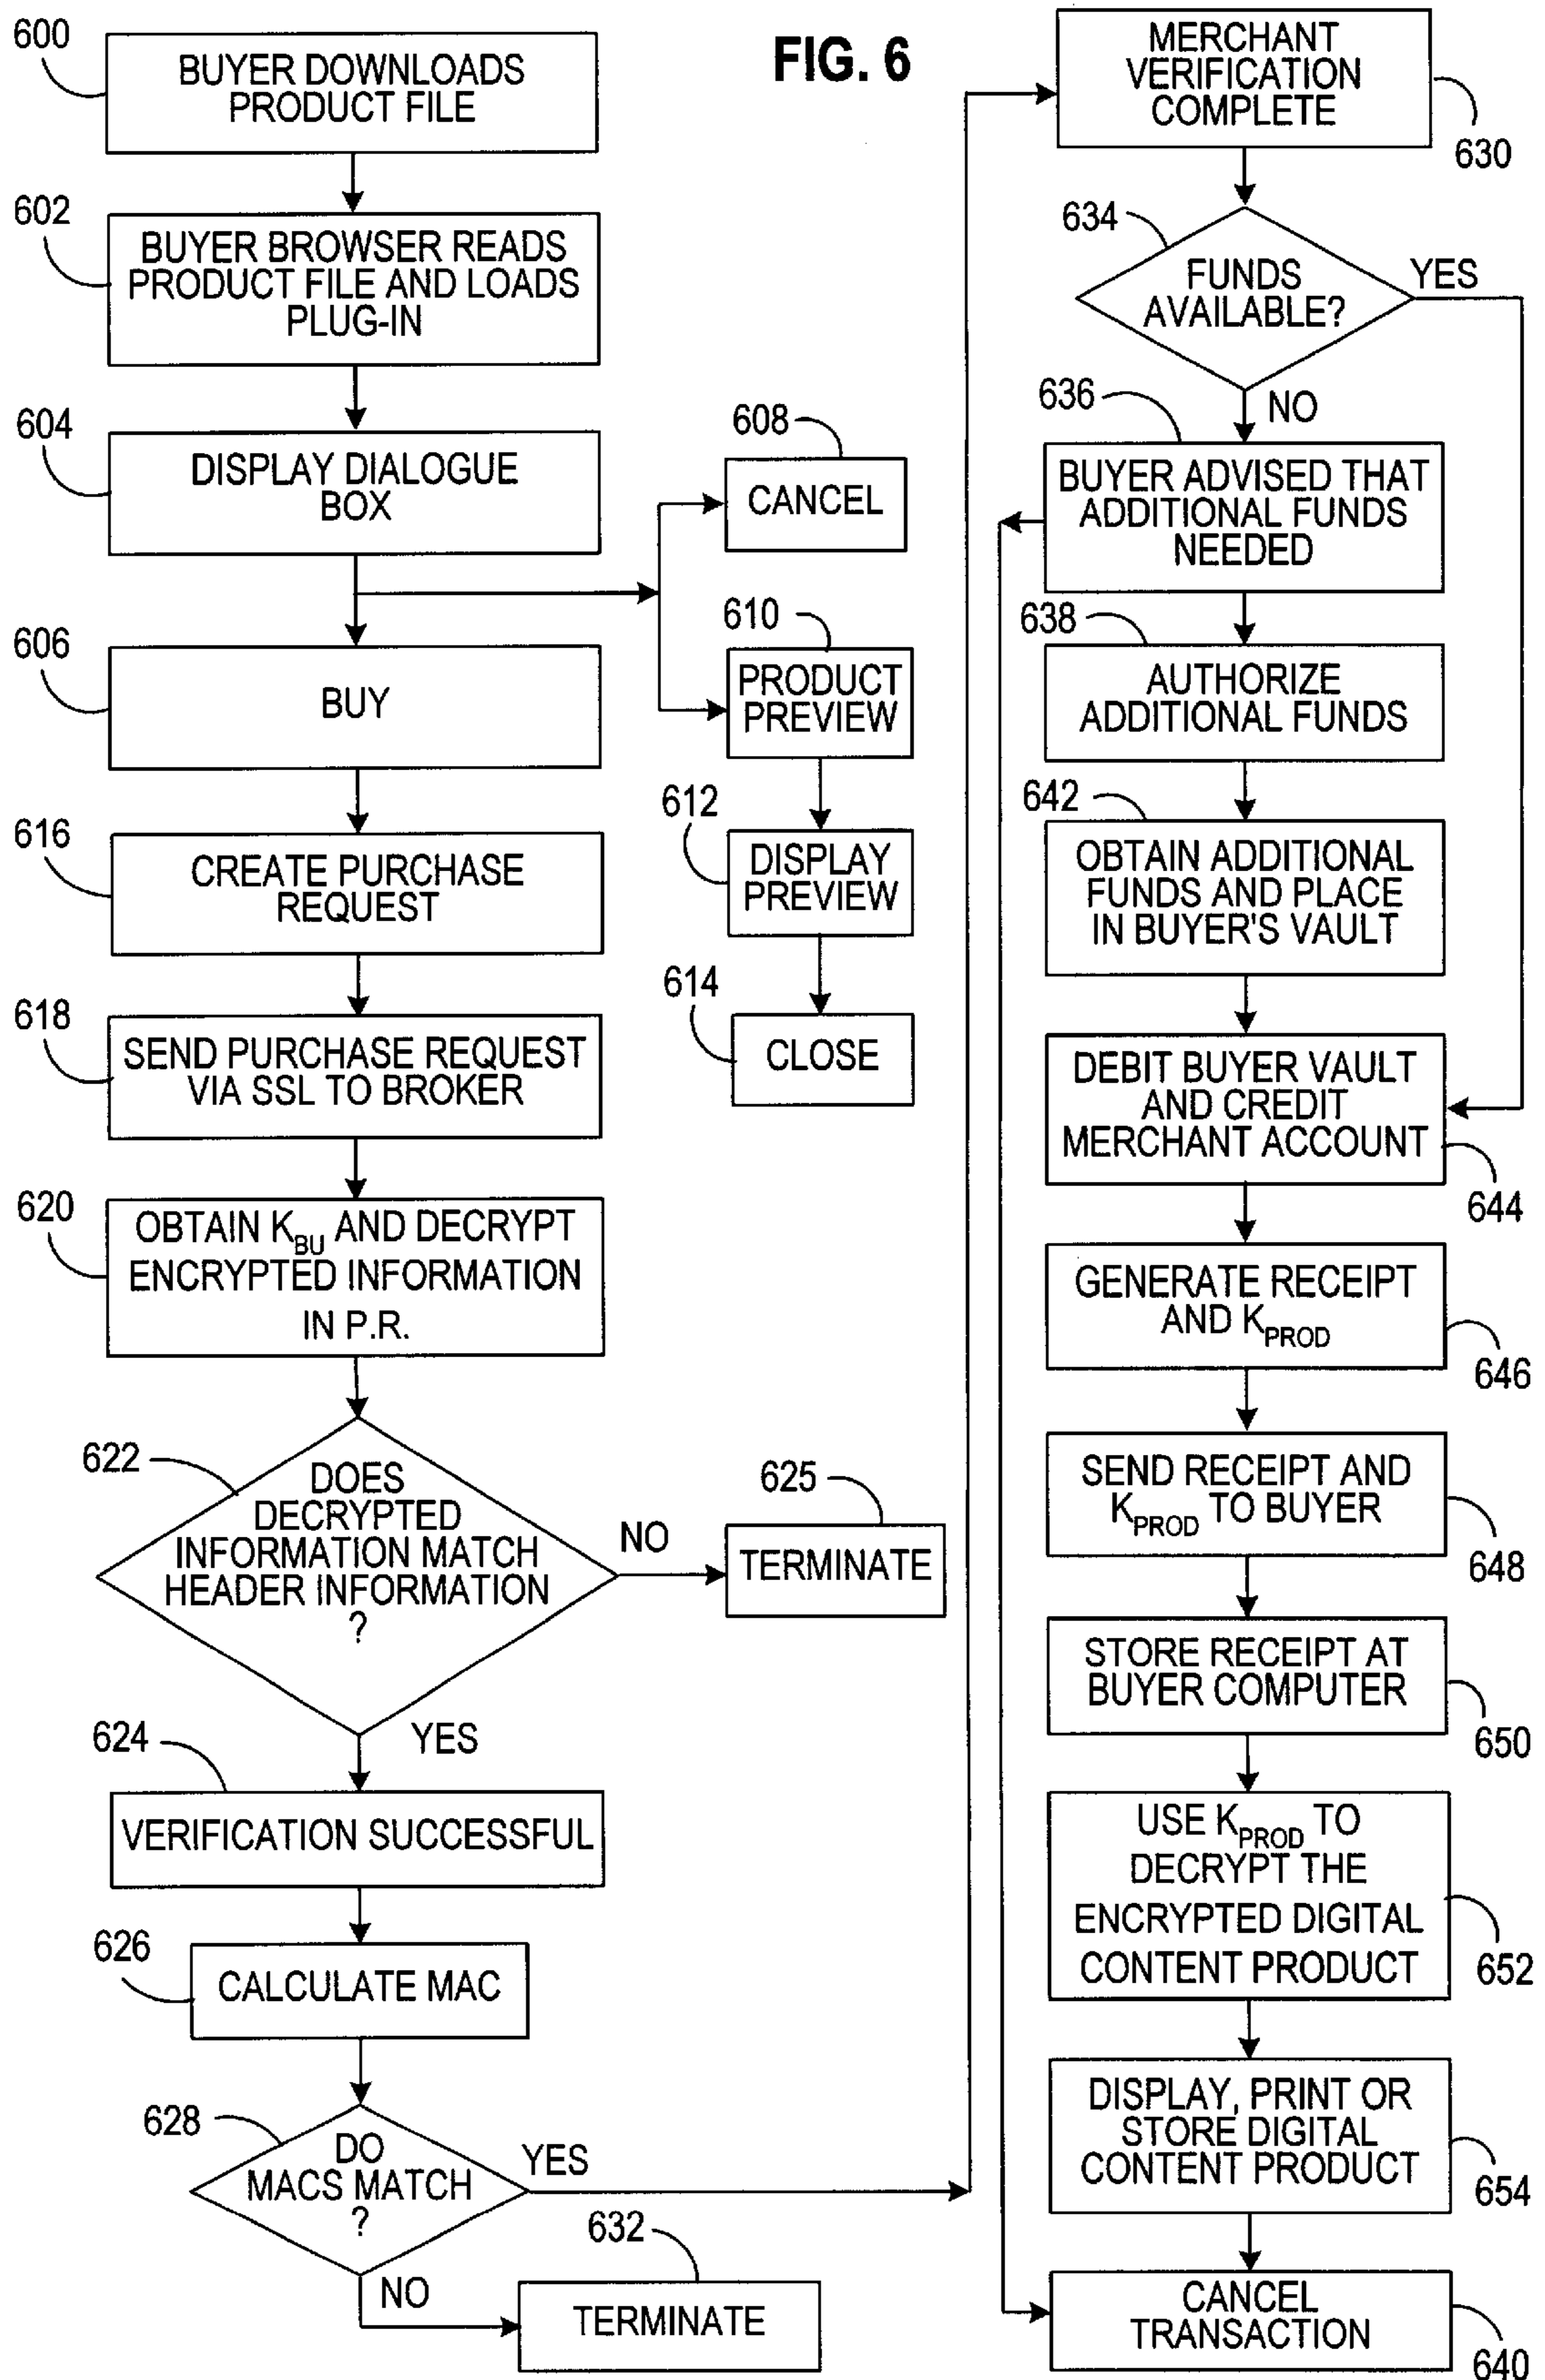 FIG. 6
600
BUYER DOWNLOADS
PRODUCT FILE
602
BUYER BROWSER READS
PRODUCT FILE AND LOADS
PLUG-IN
604
DISPLAY DIALOGUE
BOX
608
CANCEL
606
BUY
610
PRODUCT
PREVIEW
612
DISPLAY
PREVIEW
614
CLOSE
616
CREATE PURCHASE
REQUEST
618
SEND PURCHASE REQUEST
VIA SSL TO BROKER
620
OBTAIN KBU AND DECRYPT
ENCRYPTED INFORMATION
IN P.R.
622
DOES
DECRYPTED
INFORMATION MATCH
HEADER INFORMATION
?
NO
625
TERMINATE
YES
624
VERIFICATION SUCCESSFUL
626
CALCULATE MAC
628
DO
MACS MATCH
?
YES
NO
632
TERMINATE
MERCHANT
VERIFICATION
COMPLETE
630
634
FUNDS
AVAILABLE?
YES
NO
636
BUYER ADVISED THAT
ADDITIONAL FUNDS
NEEDED
638
AUTHORIZE
ADDITIONAL FUNDS
642
OBTAIN ADDITIONAL
FUNDS AND PLACE
IN BUYER'S VAULT
DEBIT BUYER VAULT
AND CREDIT
MERCHANT ACCOUNT
644
GENERATE RECEIPT
AND KPROD
646
SEND RECEIPT AND
KPROD TO BUYER
648
STORE RECEIPT AT
BUYER COMPUTER
650
USE KPROD TO
DECRYPT THE
ENCRYPTED DIGITAL
CONTENT PRODUCT
652
DISPLAY, PRINT OR
STORE DIGITAL
CONTENT PRODUCT
654
CANCEL
TRANSACTION
640